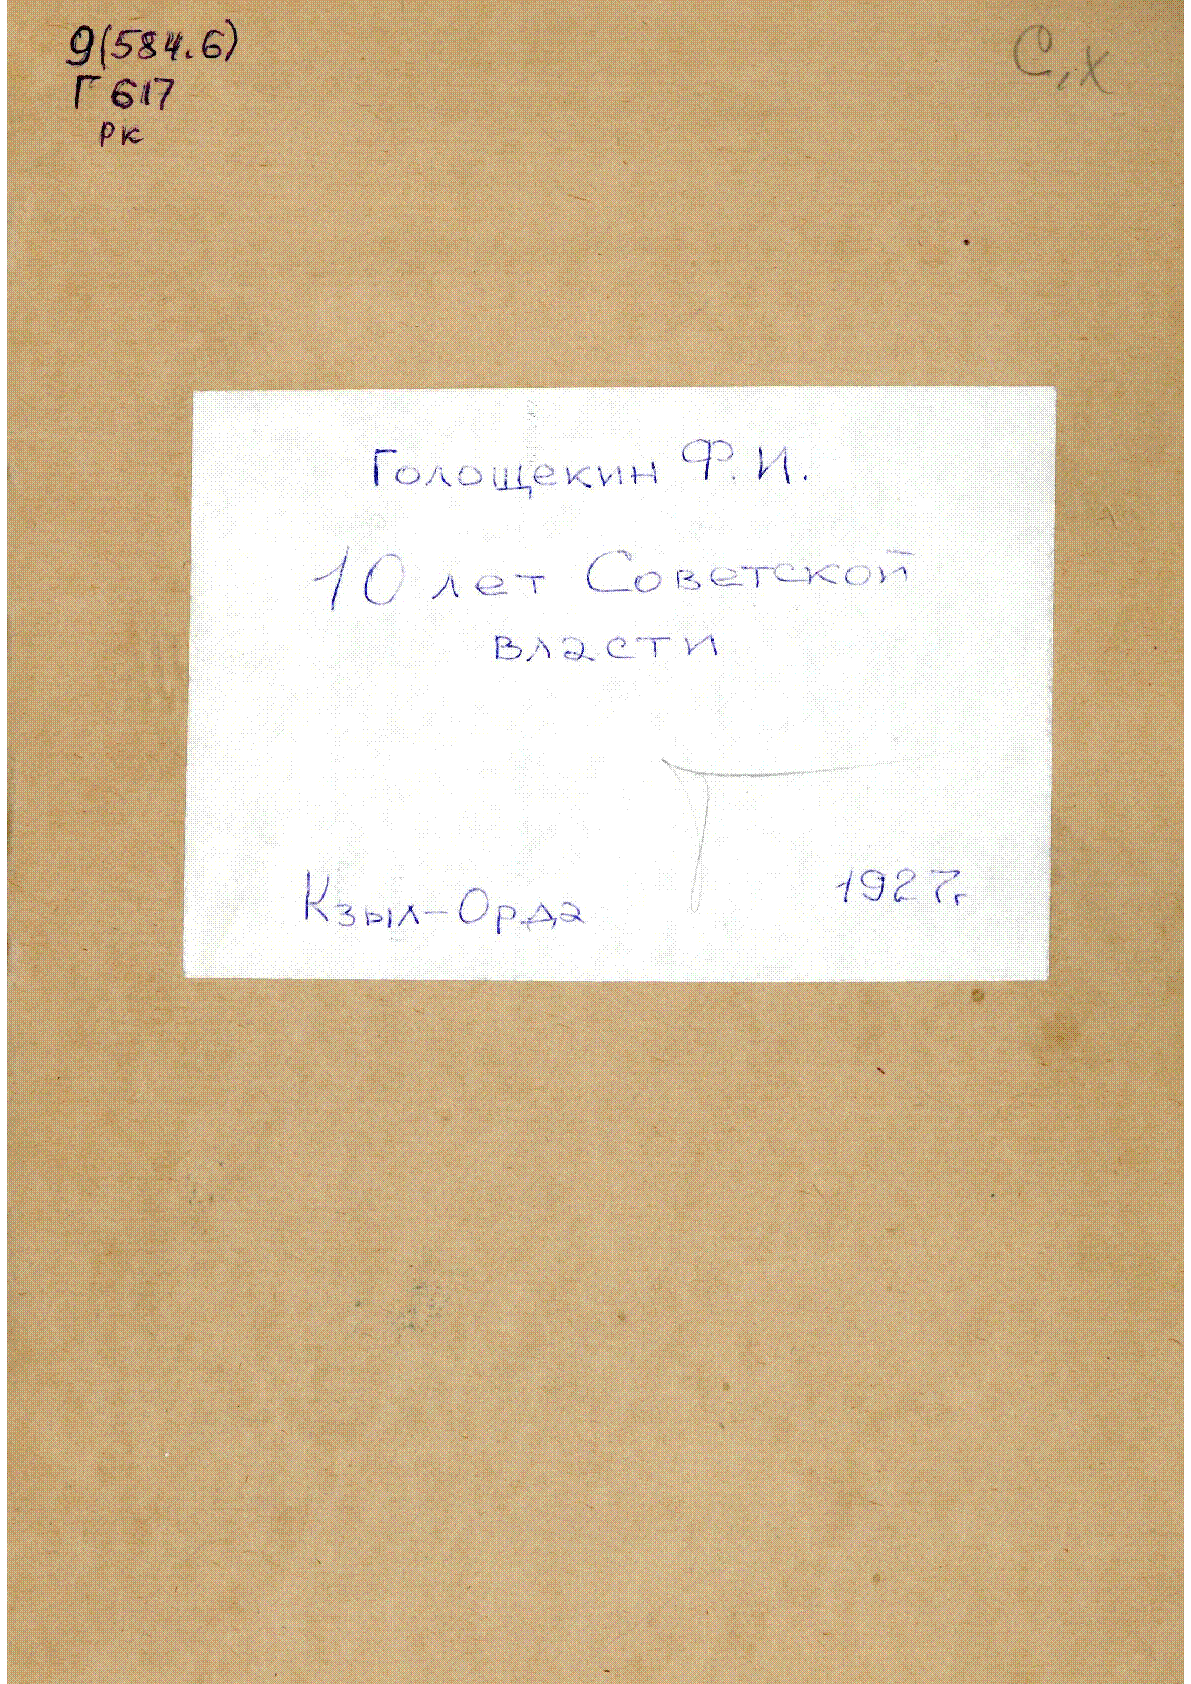 9(584.6)
Г 617
РК
С.х
Голощекин Ф. И.
10 лет Советской
власти
Кзыл-Орда
1927г.